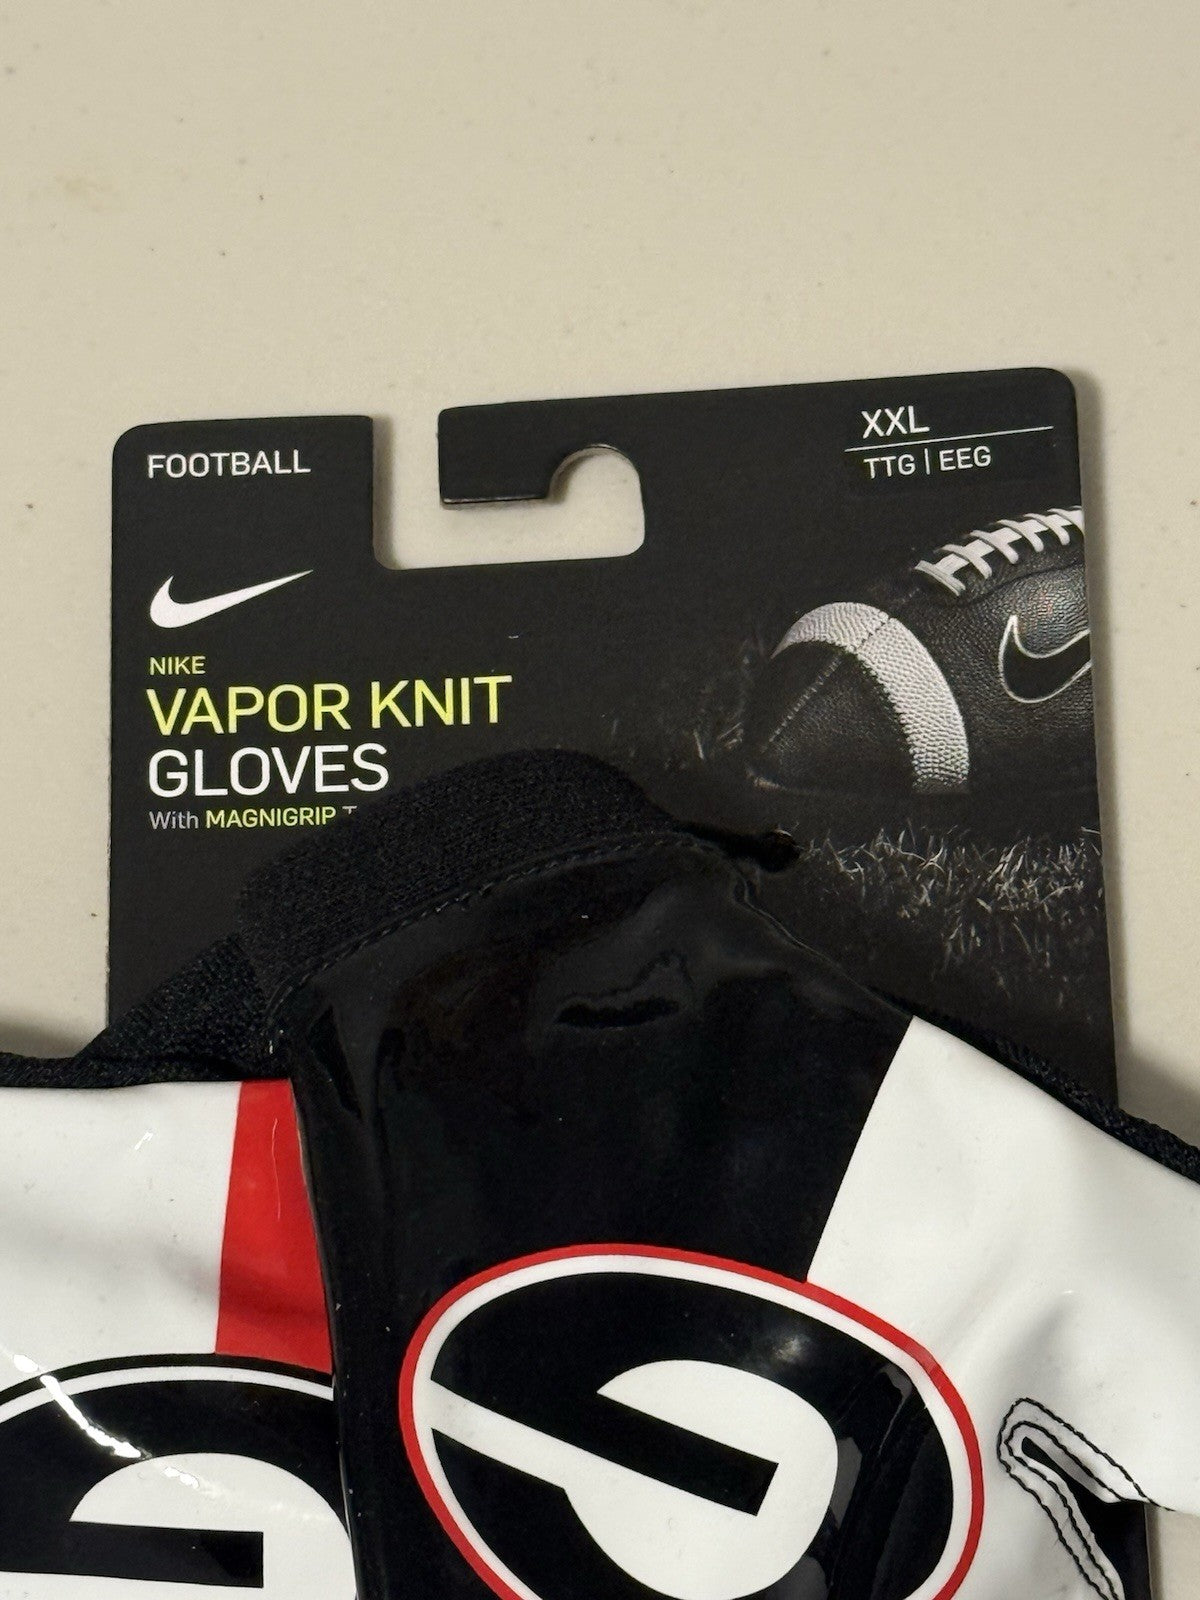 FOOTBALL
XXL
TTG | EEG
NIKE
VAPOR KNIT
GLOVES
With MAGNIGRIP
G
G